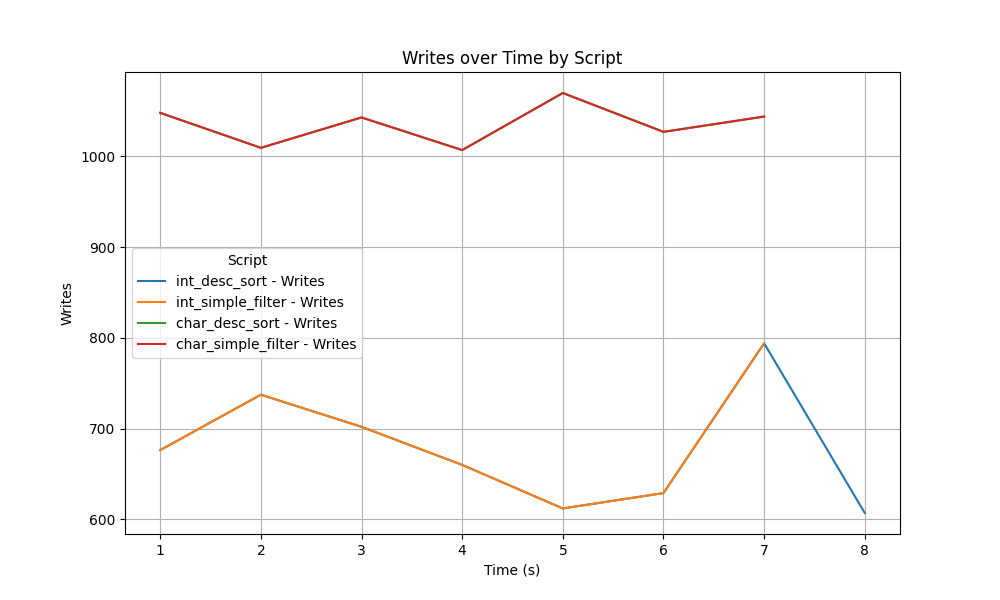 Writes over Time by Script
Writes
1000
900
800
700
600
Script
int_desc_sort - Writes
int_simple_filter - Writes
char_desc_sort - Writes
char_simple_filter - Writes
1 2 3 4 5 6 7 8
Time (s)